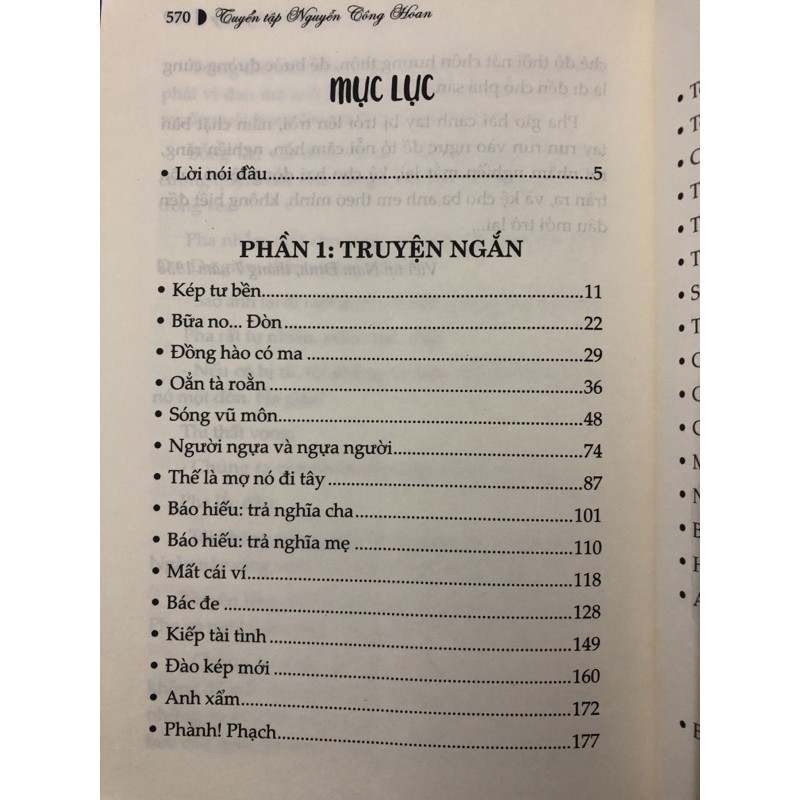 570 Tuyển tập Nguyễn Công Hoan
MỤC LỤC
• Lời nói đầu....................5
PHẦN 1: TRUYỆN NGẮN
• Kép tư bền....................11
• Bữa no... Đòn....................22
• Đồng hào có ma....................29
• Oẳn tà roằn....................36
• Sóng vũ môn....................48
• Người ngựa và ngựa người....................74
• Thế là mợ nó đi tây....................87
• Báo hiếu: trả nghĩa cha....................101
• Báo hiếu: trả nghĩa mẹ....................110
• Mất cái ví....................118
• Bác đe....................128
• Kiếp tài tình....................149
• Đào kép mới....................160
• Anh xẩm....................172
• Phành! Phạch....................177